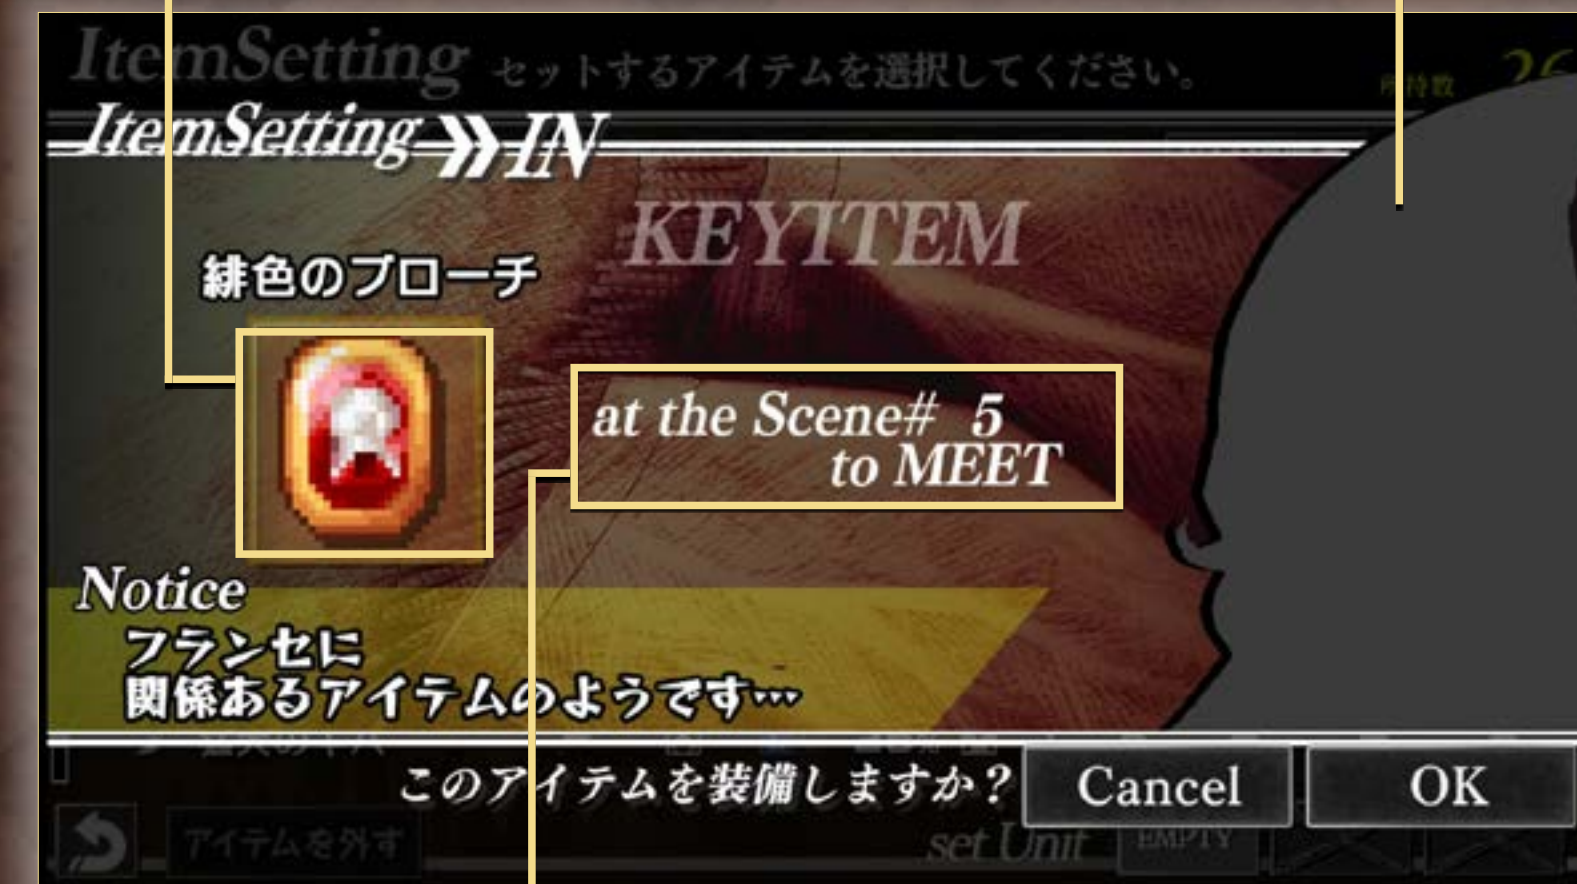 ItemSetting セットするアイテムを選択してください。
所持数 26
ItemSetting IN
KEYITEM
緋色のブローチ
at the Scene# 5
to MEET
Notice
フランセに
関係あるアイテムのようです…
このアイテムを装備しますか?
Cancel
OK
アイテムを外す
set Unit
EMPTY